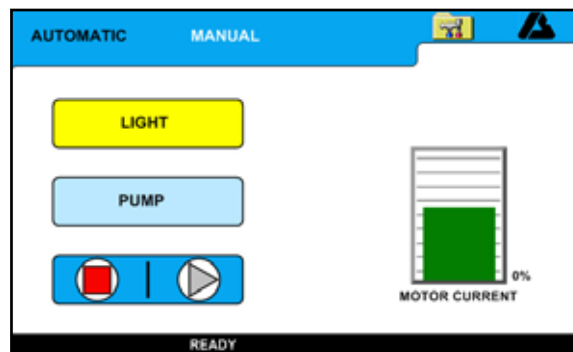 AUTOMATIC MANUAL
LIGHT
PUMP
0%
MOTOR CURRENT
READY